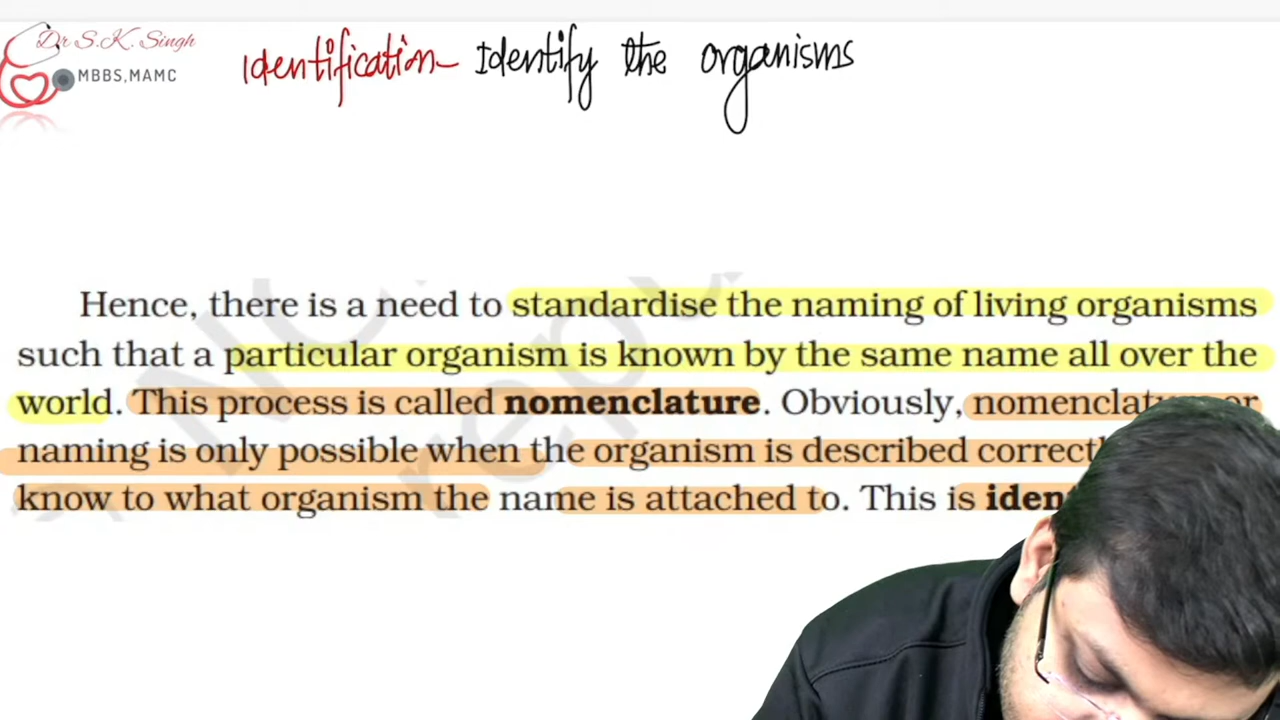 Dr S.K. Singh
MBBS,MAMC
Identification - Identify the organisms
Hence, there is a need to standardise the naming of living organisms
such that a particular organism is known by the same name all over the
world. This process is called nomenclature. Obviously, nomenclature or
naming is only possible when the organism is described correct
know to what organism the name is attached to. This is iden